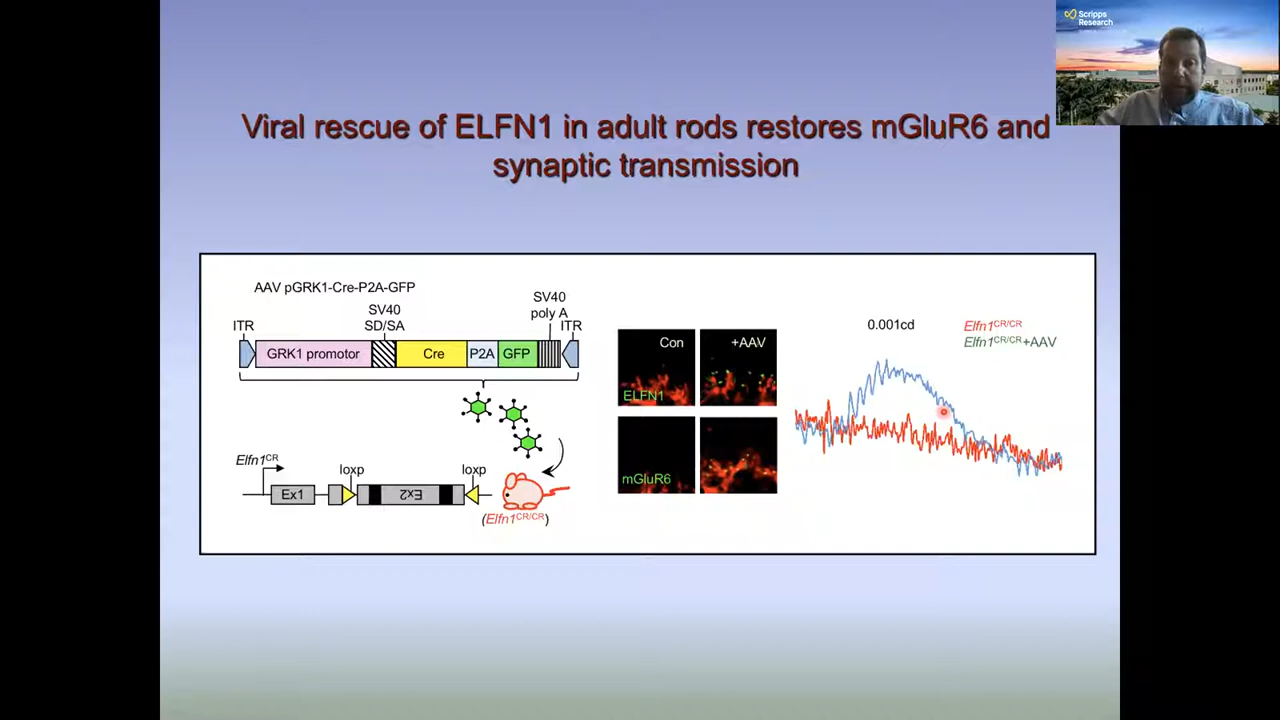 Scripps
Research
Viral rescue of ELFN1 in adult rods restores mGluR6 and
synaptic transmission
AAV pGRK1-Cre-P2A-GFP
SV40
SD/SA
SV40
poly A
ITR
ITR
GRK1 promotor
Cre
P2A
GFP
Elfn1CR
loxp
loxp
Ex1
Ex2
(Elfn1CR/CR)
Con
+AAV
ELFN1
mGluR6
0.001cd
Elfn1CR/CR
Elfn1CR/CR+AAV